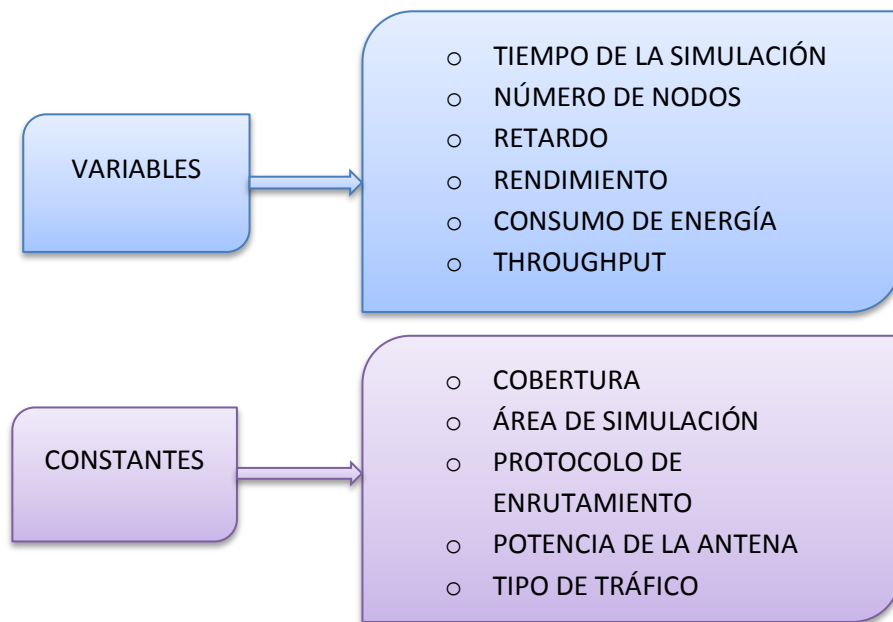 VARIABLES
○ TIEMPO DE LA SIMULACIÓN
○ NÚMERO DE NODOS
○ RETARDO
○ RENDIMIENTO
○ CONSUMO DE ENERGÍA
○ THROUGHPUT
CONSTANTES
○ COBERTURA
○ ÁREA DE SIMULACIÓN
○ PROTOCOLO DE
ENRUTAMIENTO
○ POTENCIA DE LA ANTENA
○ TIPO DE TRÁFICO